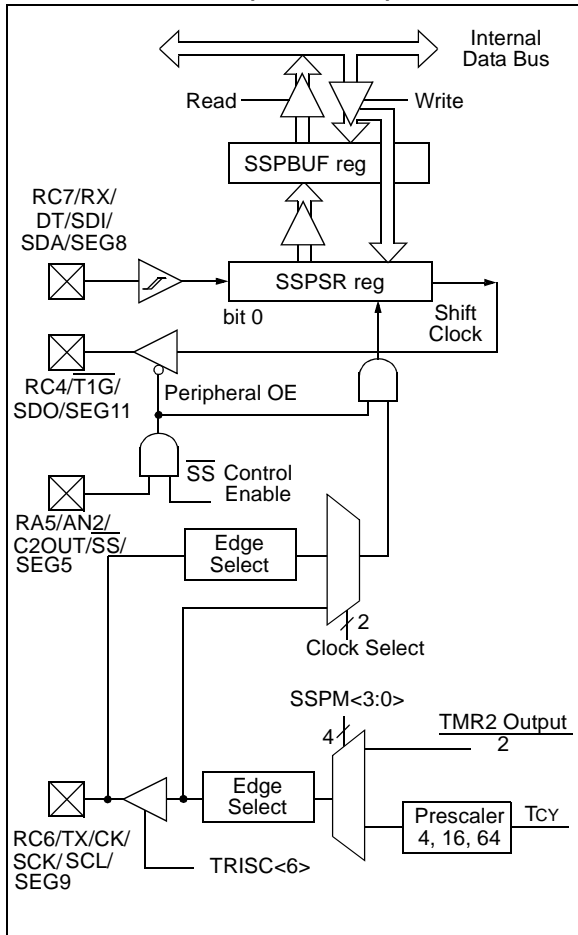 Internal
Data Bus
Read
Write
SSPBUF reg
RC7/RX/
DT/SDI/
SDA/SEG8
SSPSR reg
bit 0
Shift
Clock
RC4/T1G/
SDO/SEG11
Peripheral OE
SS Control
Enable
RA5/AN2/
C2OUT/SS/
SEG5
Edge
Select
2
Clock Select
SSPM<3:0>
4
TMR2 Output
2
Edge
Select
Prescaler
4, 16, 64
TCY
RC6/TX/CK/
SCK/SCL/
SEG9
TRISC<6>